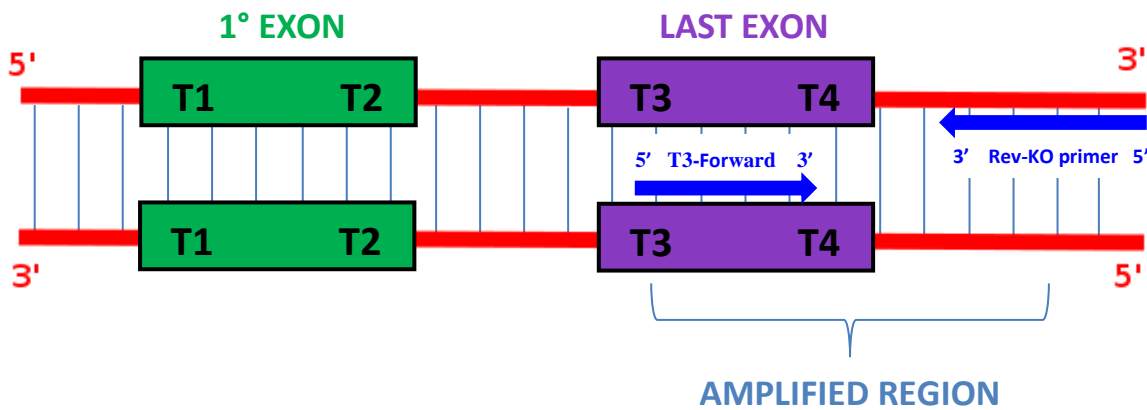 1° EXON
LAST EXON
5'
3'
T1
T2
T3
T4
5’ T3-Forward 3’
3’ Rev-KO primer 5’
T1
T2
T3
T4
3'
5'
AMPLIFIED REGION